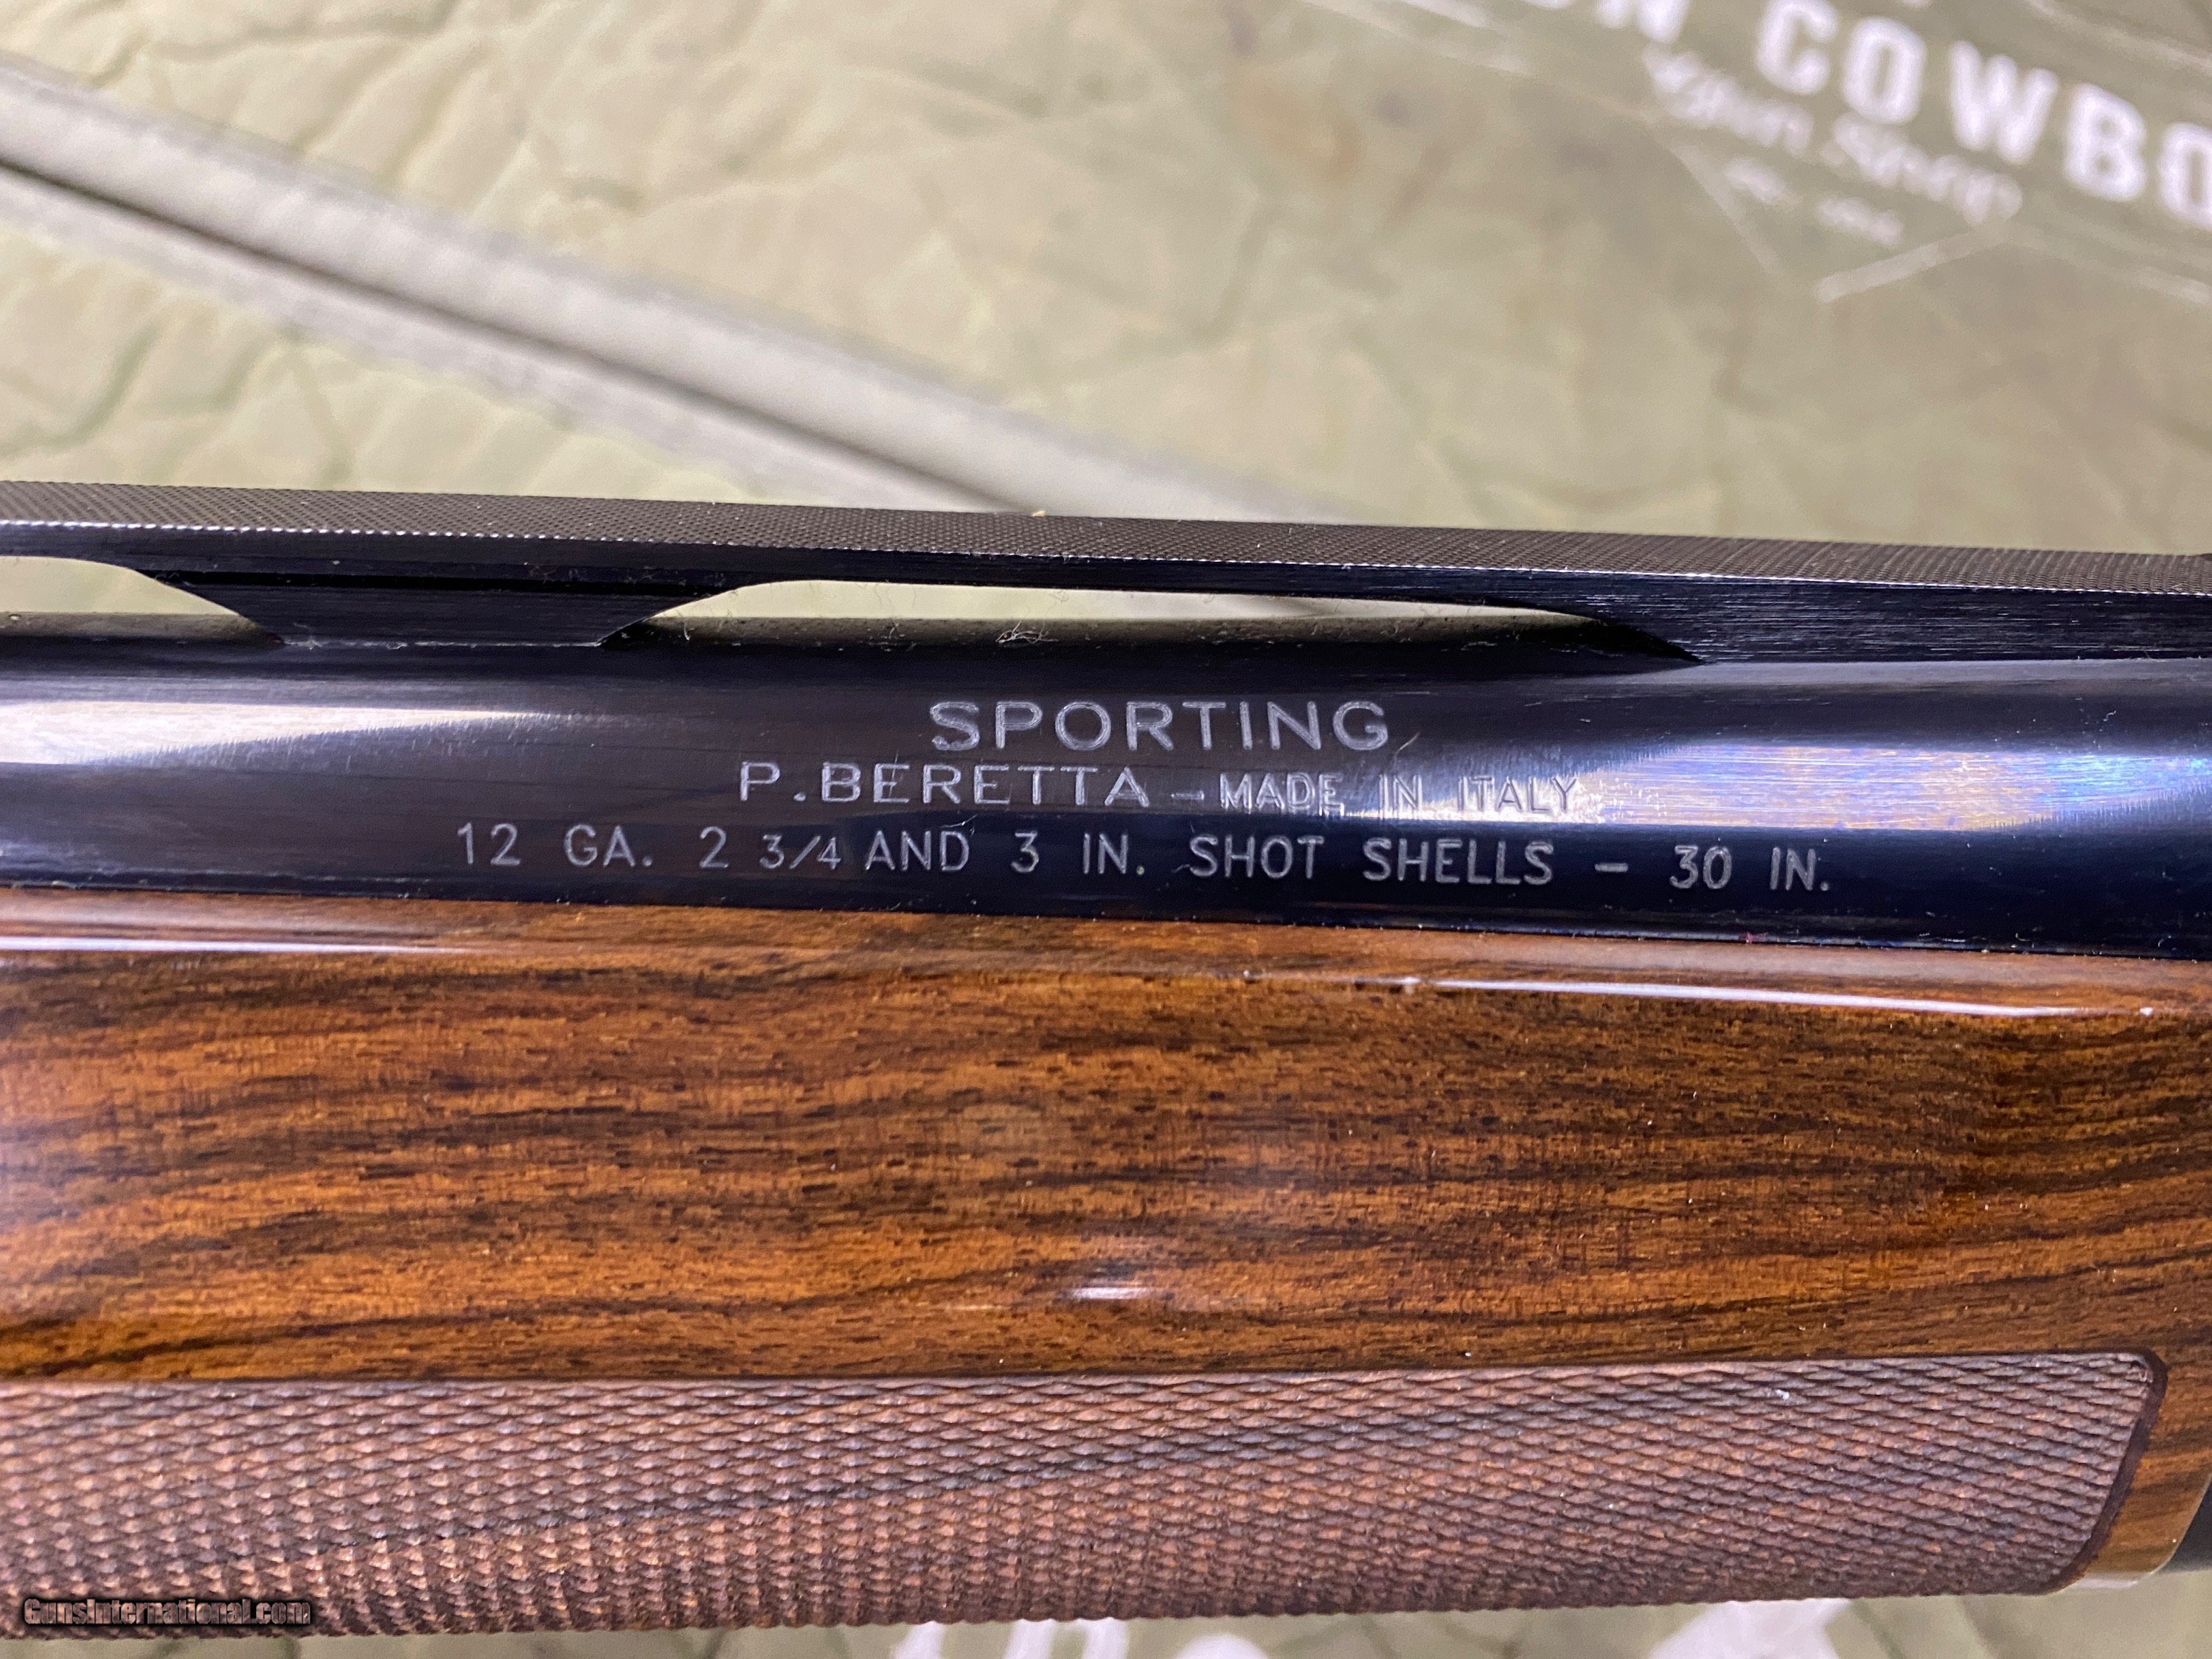 COWBO
SPORTING
P. BERETTA - MADE IN ITALY
12 GA. 2 3/4 AND 3 IN. SHOT SHELLS - 30 IN.
GunsInternational.com